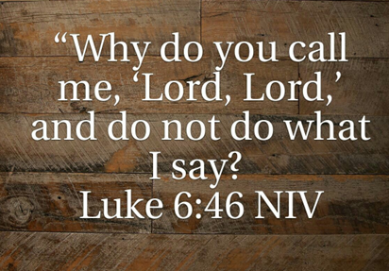 “Why do you call
me, ‘Lord, Lord,’
and do not do what
I say?
Luke 6:46 NIV